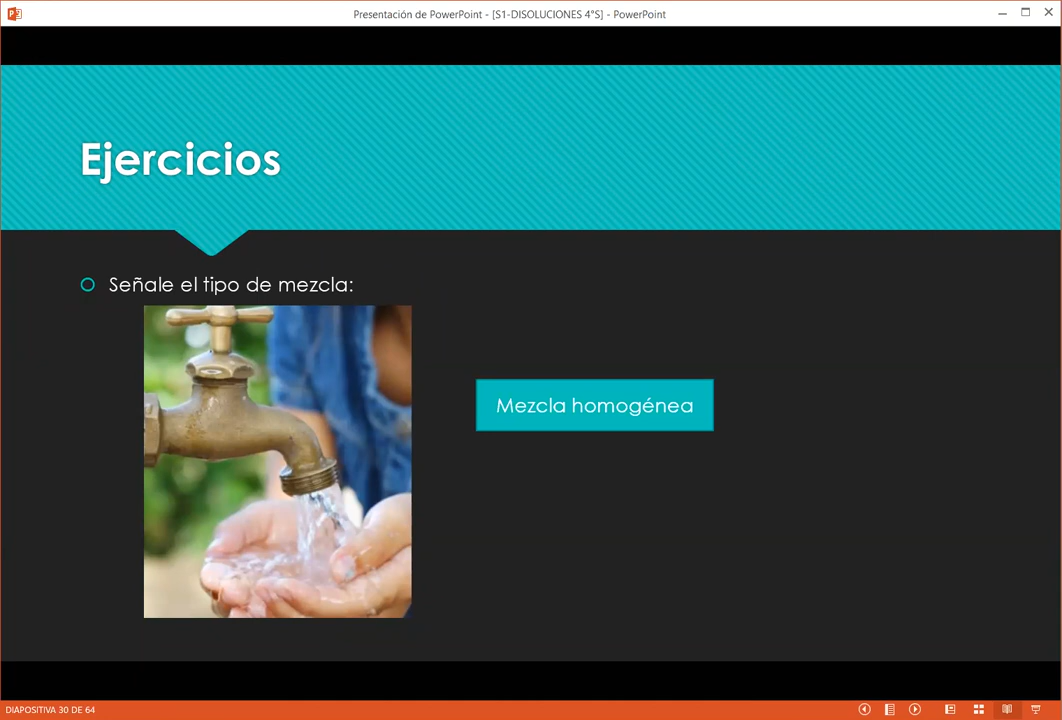 Presentación de PowerPoint - [S1-DISOLUCIONES 4°S] - PowerPoint
Ejercicios
Señale el tipo de mezcla:
Mezcla homogénea
DIAPOSITIVA 30 DE 64